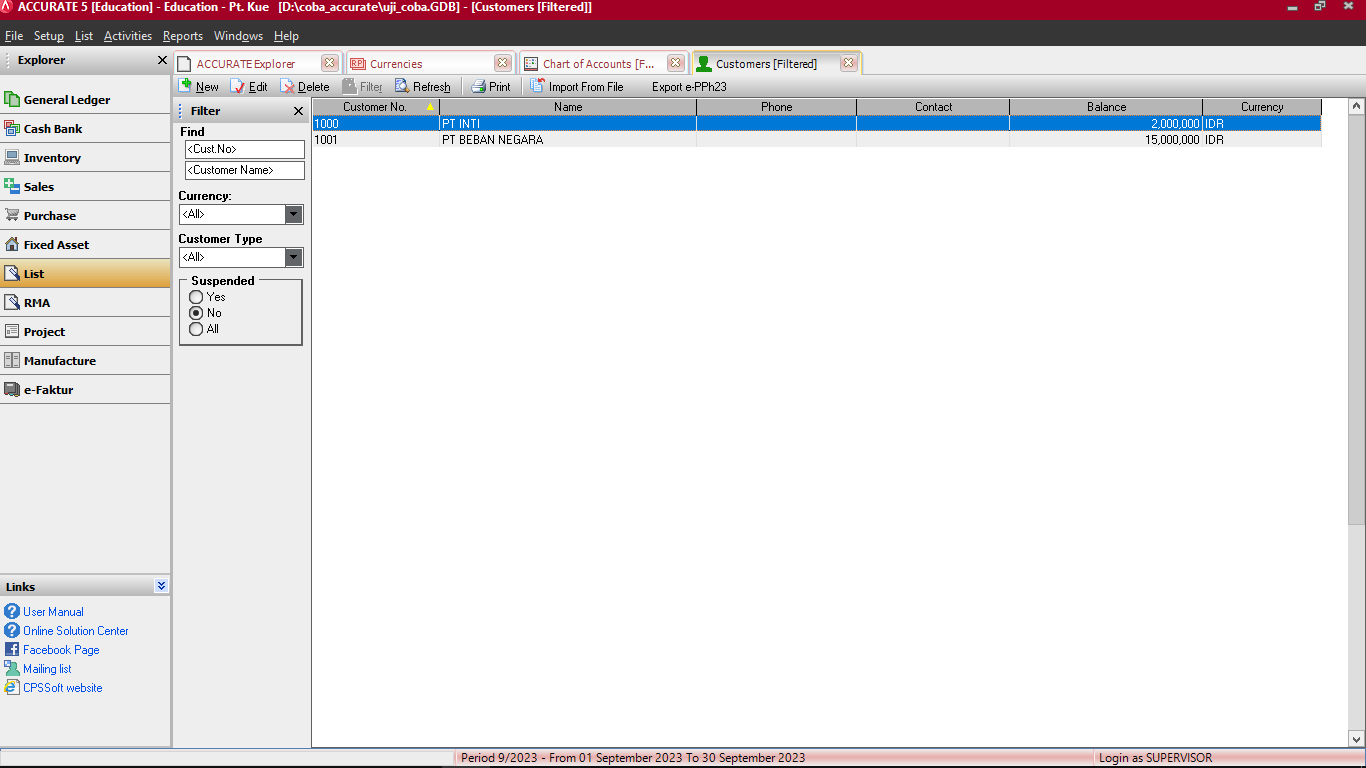 ACCURATE 5 [Education] - Education - Pt. Kue   [D:\coba_accurate\uji_coba.GDB] - [Customers [Filtered]]
File Setup List Activities Reports Windows Help
Explorer
ACCURATE Explorer
RP Currencies
Chart of Accounts [F...
Customers [Filtered]
New Edit Delete Filter Refresh Print Import From File Export e-PPh23
General Ledger
Cash Bank
Inventory
Sales
Purchase
Fixed Asset
List
RMA
Project
Manufacture
e-Faktur
Links
User Manual
Online Solution Center
Facebook Page
Mailing list
CPSSoft website
Filter
Find
<Cust.No>
<Customer Name>
Currency:
<All>
Customer Type
<All>
Suspended
Yes
No
All
Customer No. Name Phone Contact Balance Currency
1000 PT INTI 2,000,000 IDR
1001 PT BEBAN NEGARA 15,000,000 IDR
Period 9/2023 - From 01 September 2023 To 30 September 2023
Login as SUPERVISOR